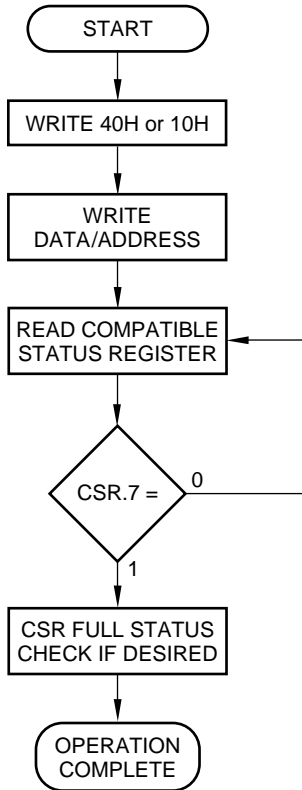 START
WRITE 40H or 10H
WRITE
DATA/ADDRESS
READ COMPATIBLE
STATUS REGISTER
CSR.7 =
0
1
CSR FULL STATUS
CHECK IF DESIRED
OPERATION
COMPLETE